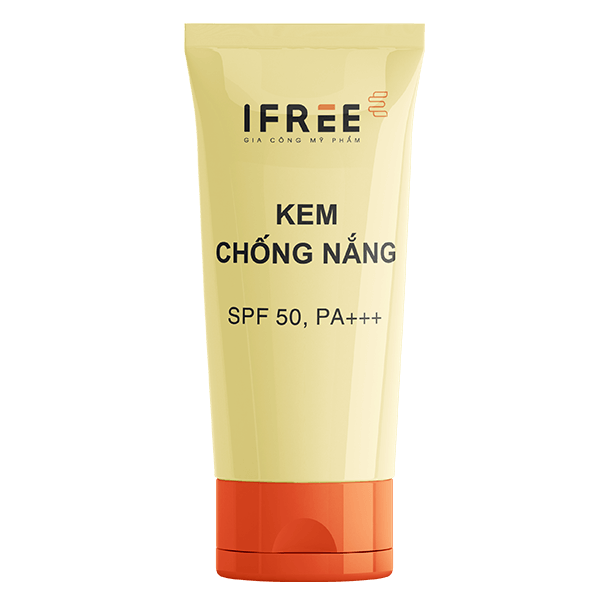 IFREE
GIA CÔNG MỸ PHẨM
KEM
CHỐNG NẮNG
SPF 50, PA+++